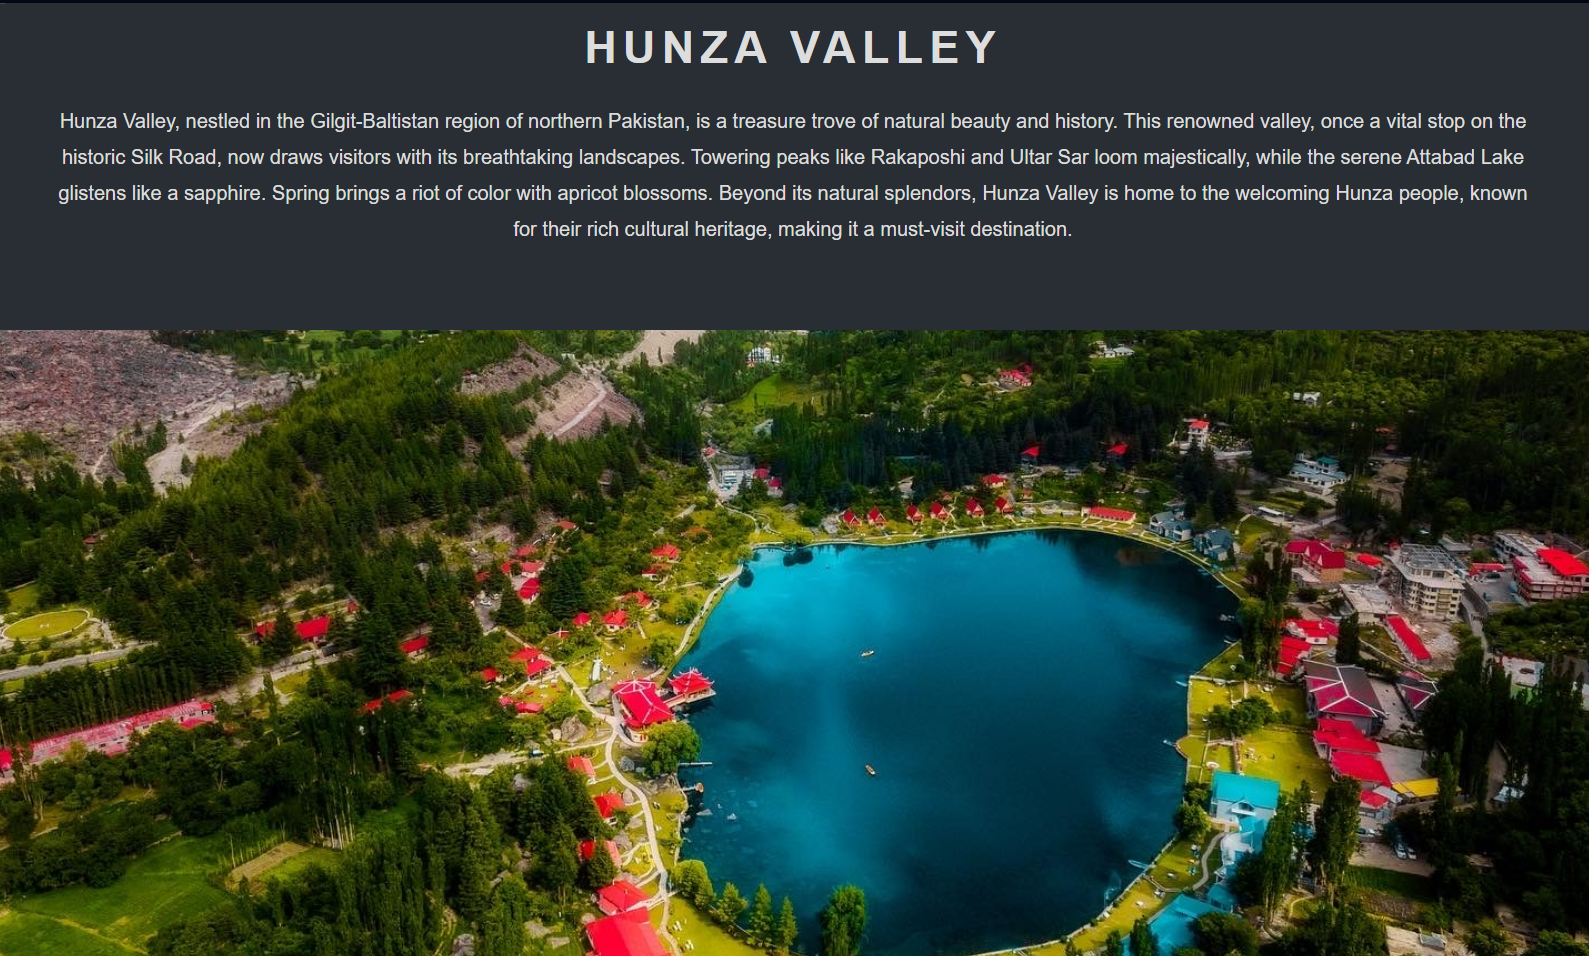 HUNZA VALLEY
Hunza Valley, nestled in the Gilgit-Baltistan region of northern Pakistan, is a treasure trove of natural beauty and history. This renowned valley, once a vital stop on the
historic Silk Road, now draws visitors with its breathtaking landscapes. Towering peaks like Rakaposhi and Ultar Sar loom majestically, while the serene Attabad Lake
glistens like a sapphire. Spring brings a riot of color with apricot blossoms. Beyond its natural splendors, Hunza Valley is home to the welcoming Hunza people, known
for their rich cultural heritage, making it a must-visit destination.